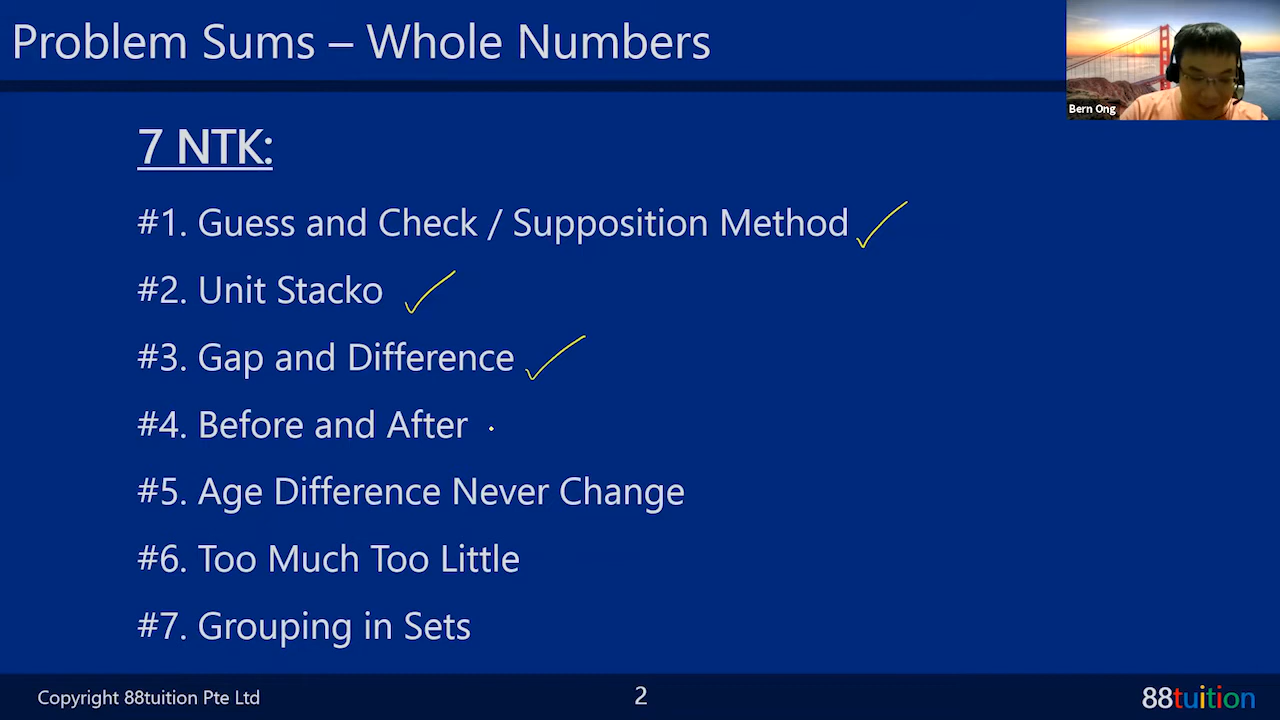 Problem Sums – Whole Numbers
Bern Ong
7 NTK:
#1. Guess and Check / Supposition Method
#2. Unit Stacko
#3. Gap and Difference
#4. Before and After
#5. Age Difference Never Change
#6. Too Much Too Little
#7. Grouping in Sets
Copyright 88tuition Pte Ltd
2
88tuition